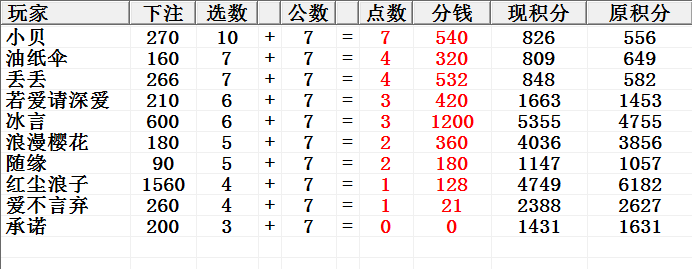 玩家 下注 选数 公数 点数 分钱 现积分 原积分
小贝 270 10 + 7 = 7 540 826 556
油纸伞 160 7 + 7 = 4 320 809 649
丢丢 266 7 + 7 = 4 532 848 582
若爱请深爱 210 6 + 7 = 3 420 1663 1453
冰言 600 6 + 7 = 3 1200 5355 4755
浪漫樱花 180 5 + 7 = 2 360 4036 3856
随缘 90 5 + 7 = 2 180 1147 1057
红尘浪子 1560 4 + 7 = 1 128 4749 6182
爱不言弃 260 4 + 7 = 1 21 2388 2627
承诺 200 3 + 7 = 0 0 1431 1631